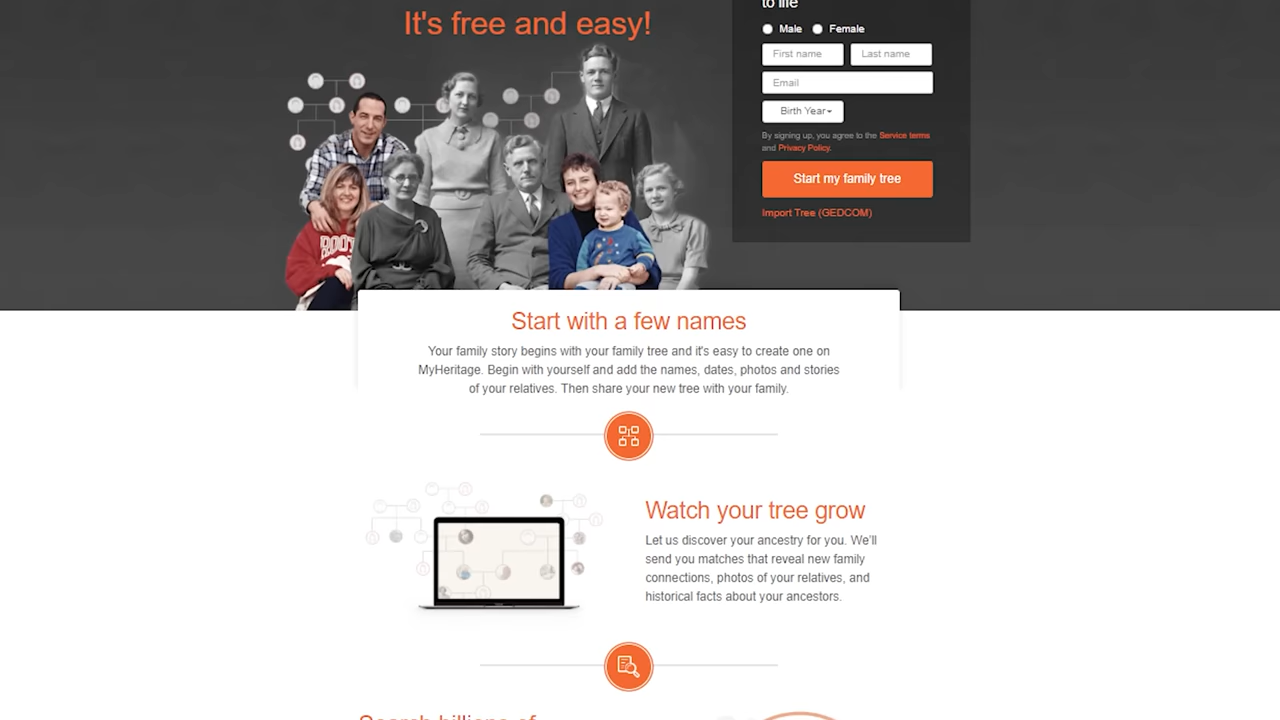 It's free and easy!
to life
Male Female
First name Last name
Email
Birth Year
By signing up, you agree to the Service terms
and Privacy Policy.
Start my family tree
Import Tree (GEDCOM)
Start with a few names
Your family story begins with your family tree and it's easy to create one on
MyHeritage. Begin with yourself and add the names, dates, photos and stories
of your relatives. Then share your new tree with your family.
Watch your tree grow
Let us discover your ancestry for you. We'll
send you matches that reveal new family
connections, photos of your relatives, and
historical facts about your ancestors.
Search billions of